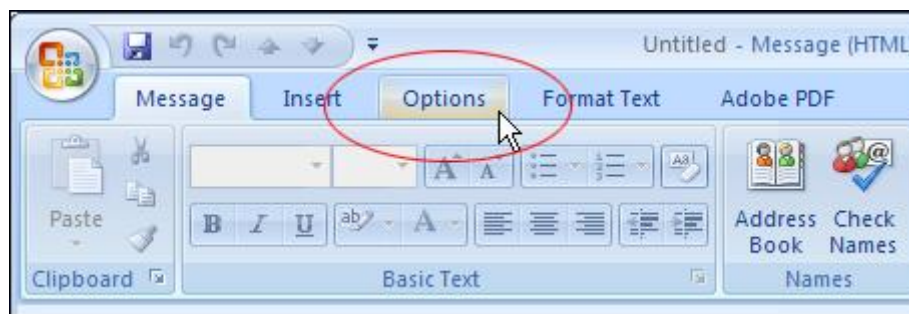 Untitled - Message (HTML
Message Insert Options Format Text Adobe PDF
Paste
B I U ab A
A A
Address Book
Check Names
Clipboard Basic Text Names